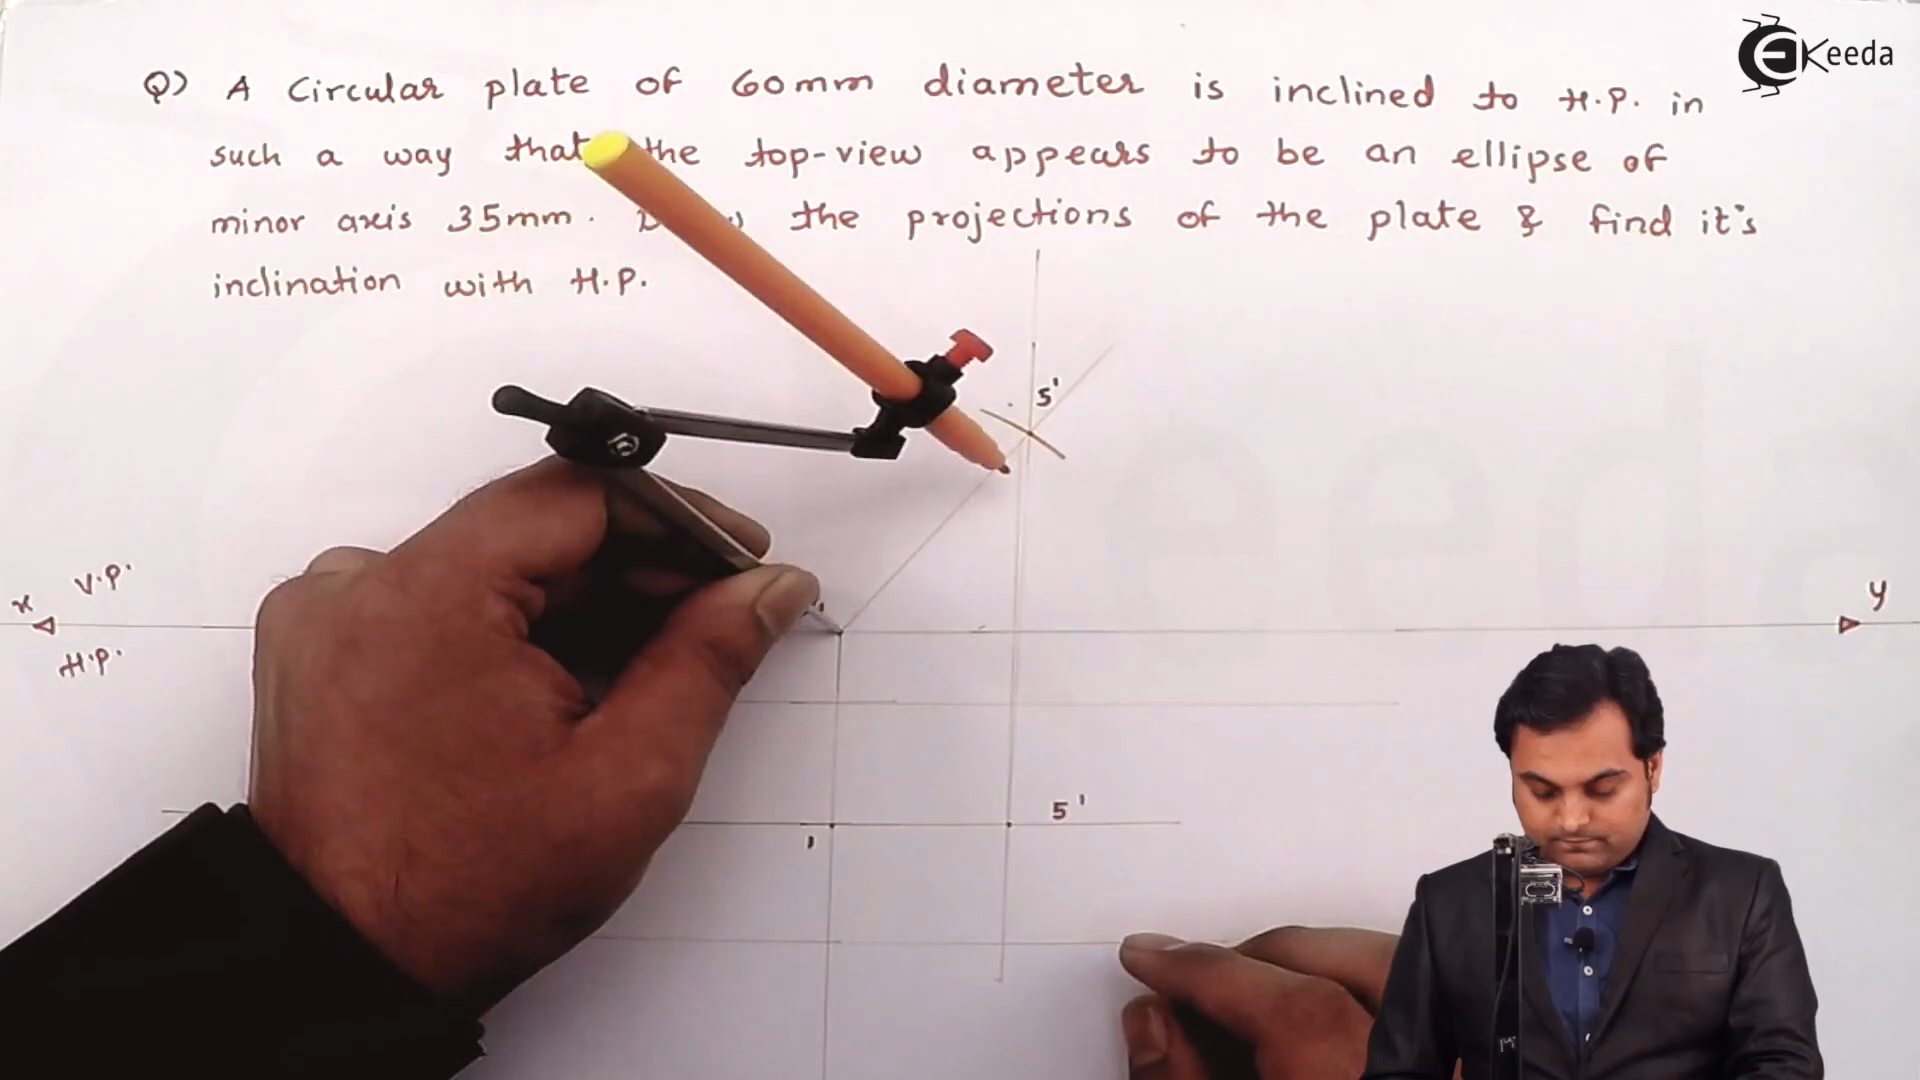 Keeda
Q) A Circular plate of 60mm diameter is inclined to H.P. in
such a way that the top-view appears to be an ellipse of
minor axis 35mm. the projections of the plate & find it's
inclination with H.P.
5'
V.P.
x
y
H.P.
5'
1